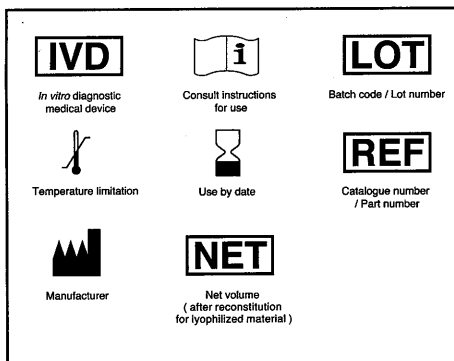 IVD
In vitro diagnostic
medical device
i
Consult instructions
for use
LOT
Batch code / Lot number
Temperature limitation
Use by date
REF
Catalogue number
/ Part number
Manufacturer
NET
Net volume
( after reconstitution
for lyophilized material )